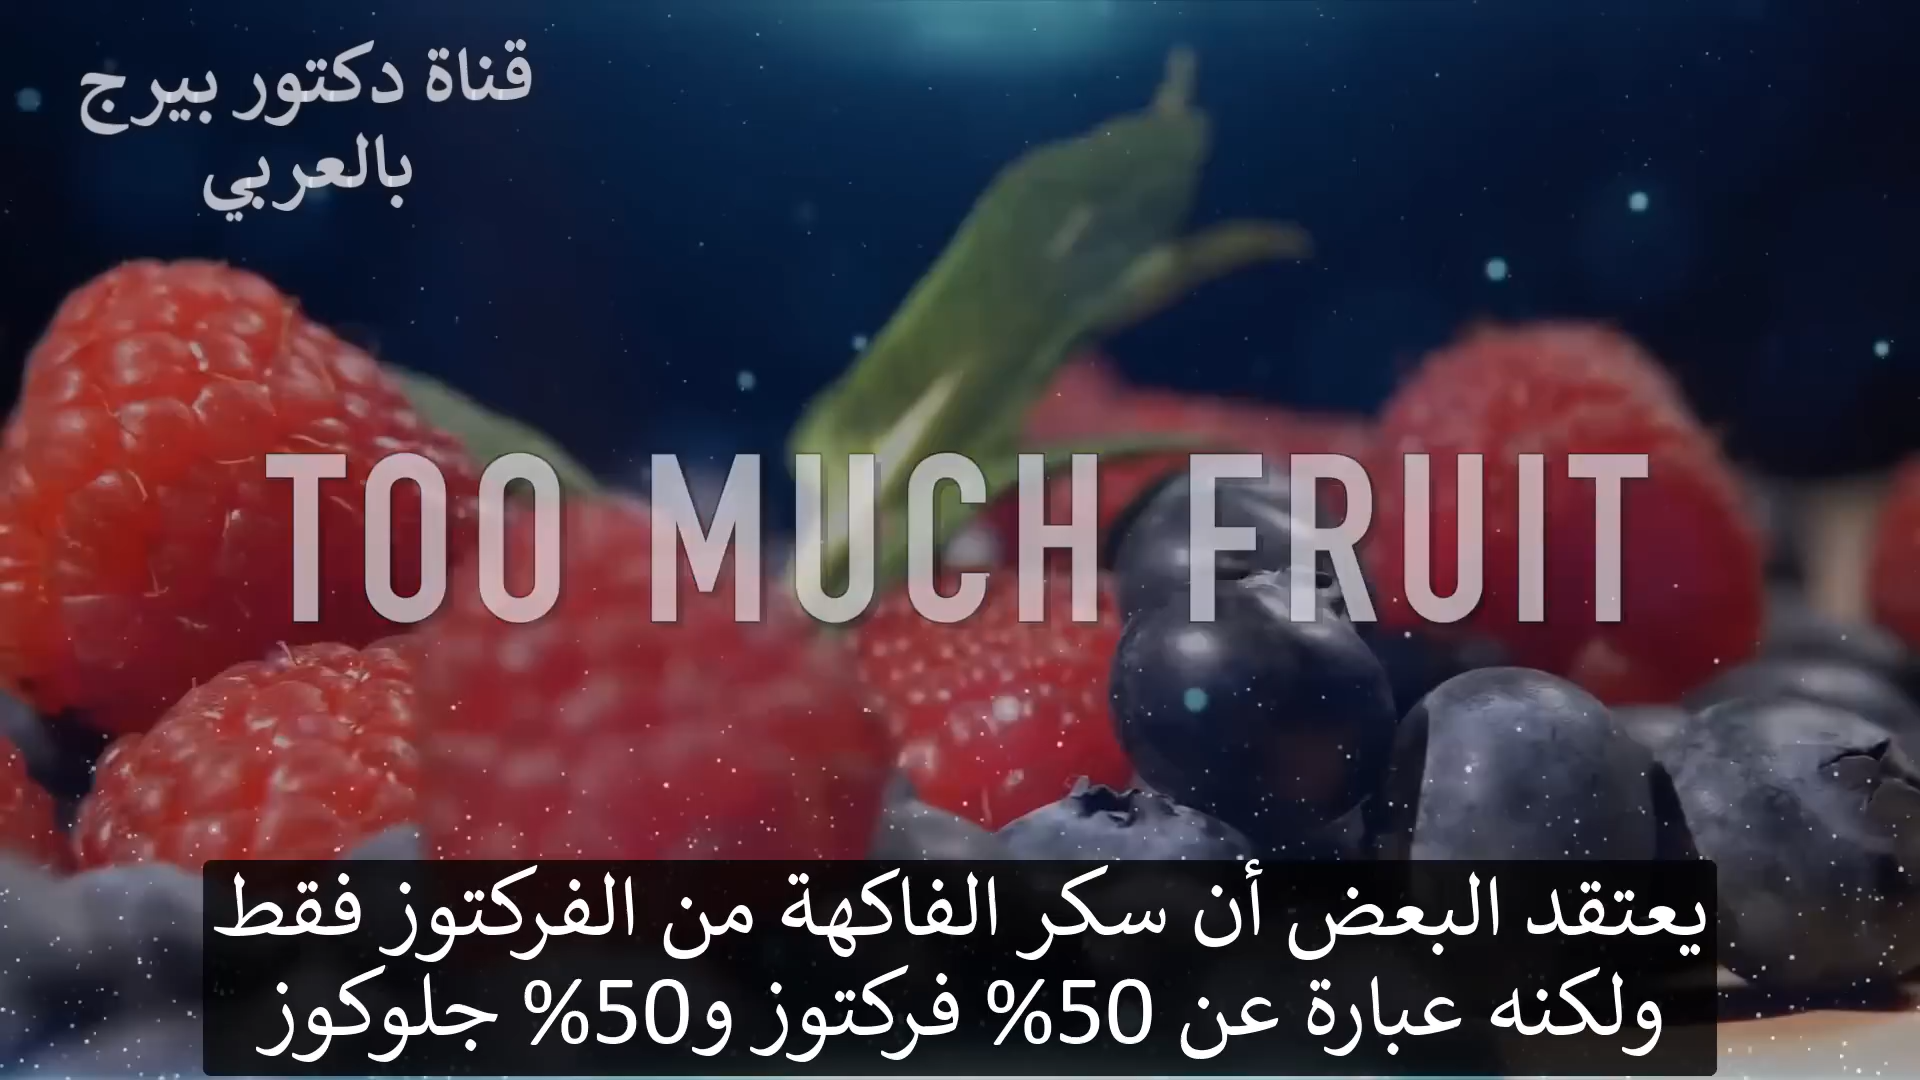 قناة دكتور بيرج
بالعربي
TOO MUCH FRUIT
يعتقد البعض أن سكر الفاكهة من الفركتوز فقط
ولكنه عبارة عن 50% فركتوز و50% جلوكوز